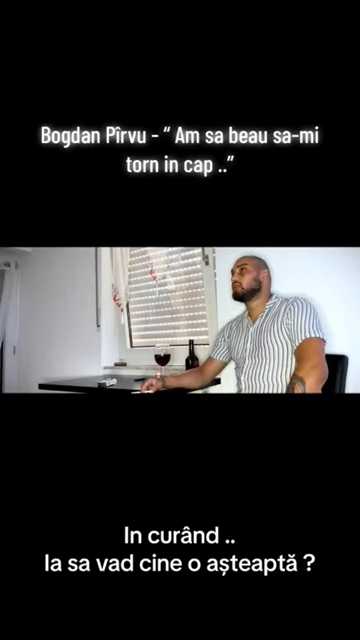 Bogdan Pîrvu - “ Am sa beau sa-mi
torn in cap ..”
In curând ..
Ia sa vad cine o așteaptă ?